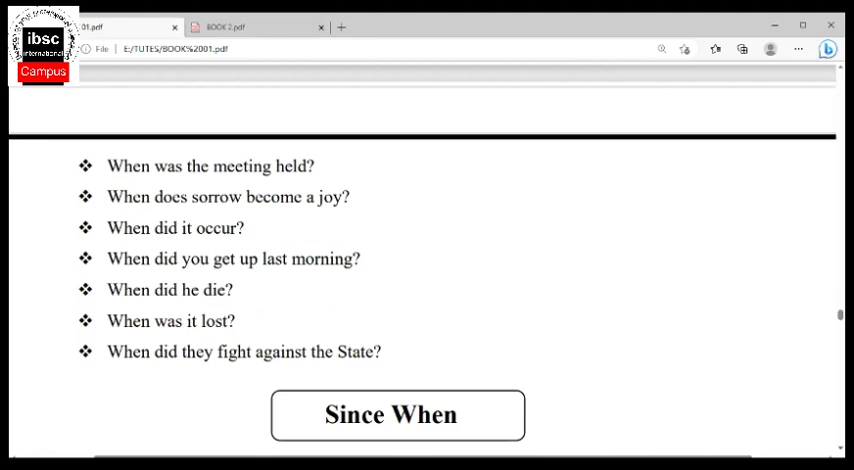 ibsc
international
Campus
01.pdf
BOOK 2.pdf
File
E:/TUTES/BOOK%2001.pdf
❖ When was the meeting held?
❖ When does sorrow become a joy?
❖ When did it occur?
❖ When did you get up last morning?
❖ When did he die?
❖ When was it lost?
❖ When did they fight against the State?
Since When